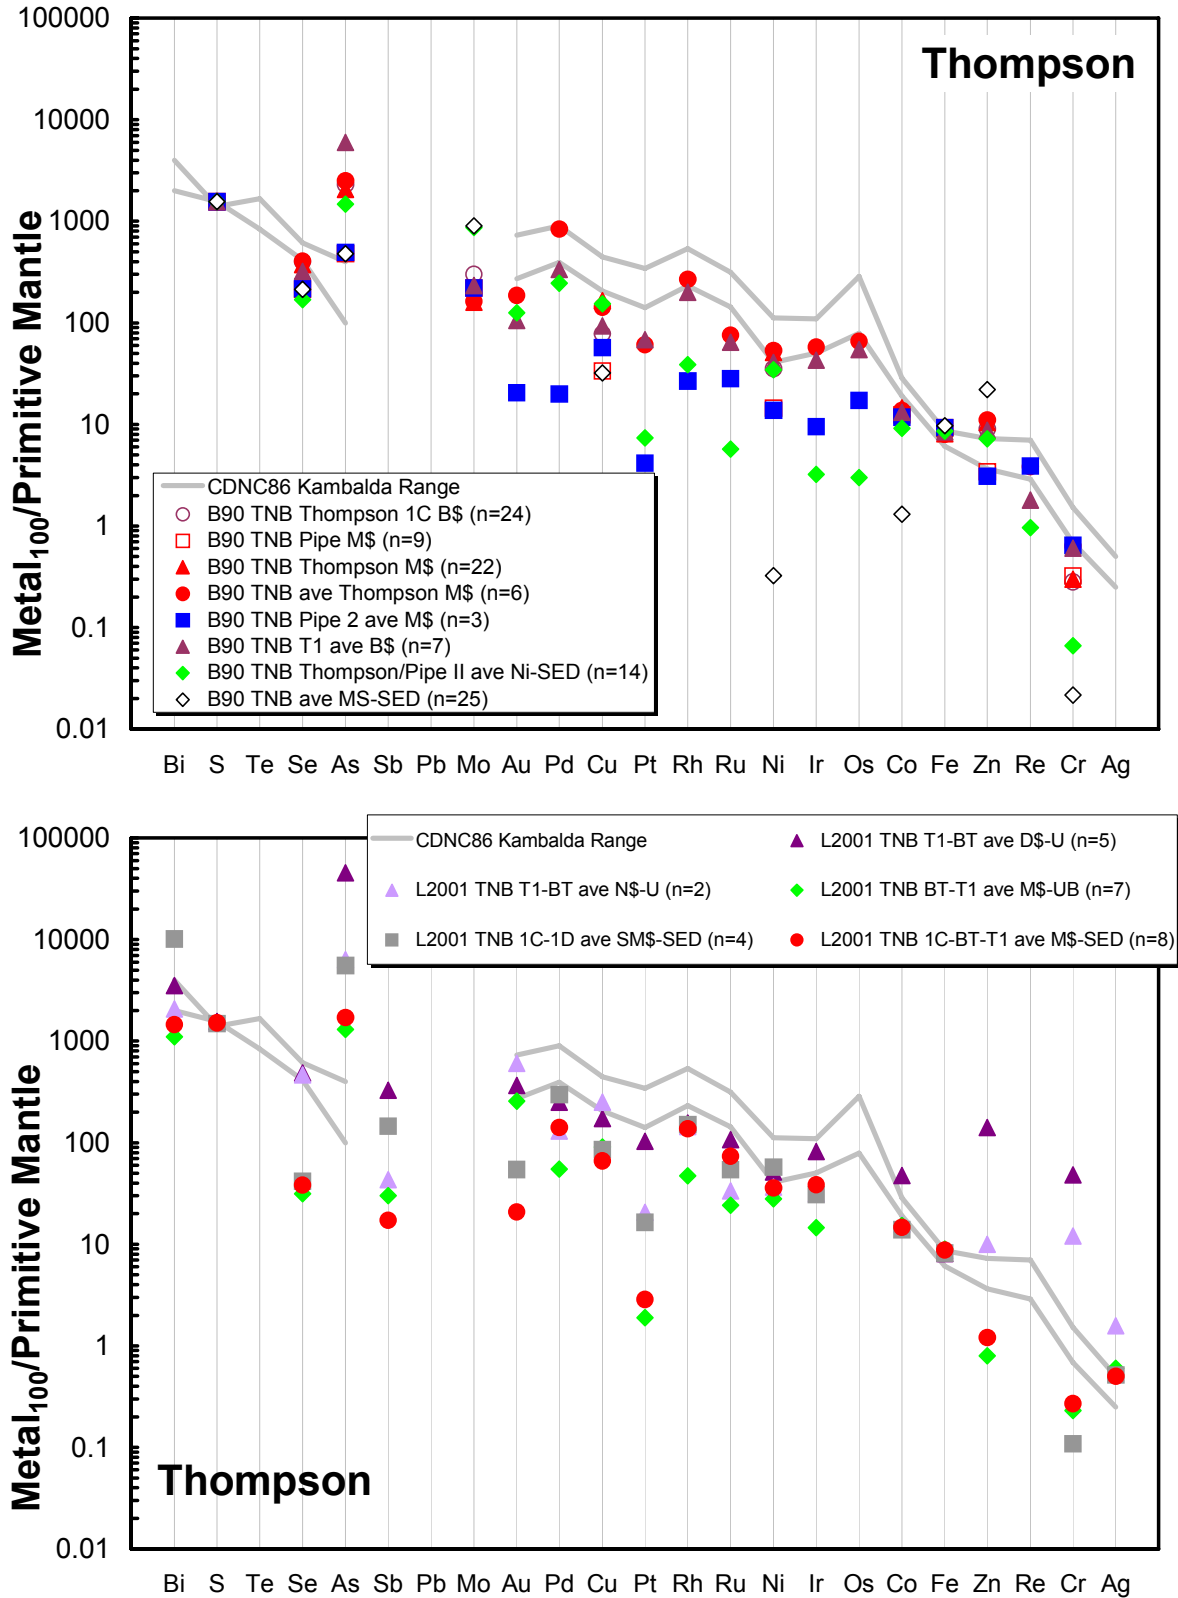 100000
Thompson
10000
1000
100
10
1
0.1
0.01
Metal100/Primitive Mantle
CDNC86 Kambalda Range
B90 TNB Thompson 1C B$ (n=24)
B90 TNB Pipe M$ (n=9)
B90 TNB Thompson M$ (n=22)
B90 TNB ave Thompson M$ (n=6)
B90 TNB Pipe 2 ave M$ (n=3)
B90 TNB T1 ave B$ (n=7)
B90 TNB Thompson/Pipe II ave Ni-SED (n=14)
B90 TNB ave MS-SED (n=25)
Bi S Te Se As Sb Pb Mo Au Pd Cu Pt Rh Ru Ni Ir Os Co Fe Zn Re Cr Ag
100000
10000
1000
100
10
1
0.1
0.01
Metal100/Primitive Mantle
CDNC86 Kambalda Range
L2001 TNB T1-BT ave D$-U (n=5)
L2001 TNB T1-BT ave N$-U (n=2)
L2001 TNB BT-T1 ave M$-UB (n=7)
L2001 TNB 1C-1D ave SM$-SED (n=4)
L2001 TNB 1C-BT-T1 ave M$-SED (n=8)
Thompson
Bi S Te Se As Sb Pb Mo Au Pd Cu Pt Rh Ru Ni Ir Os Co Fe Zn Re Cr Ag